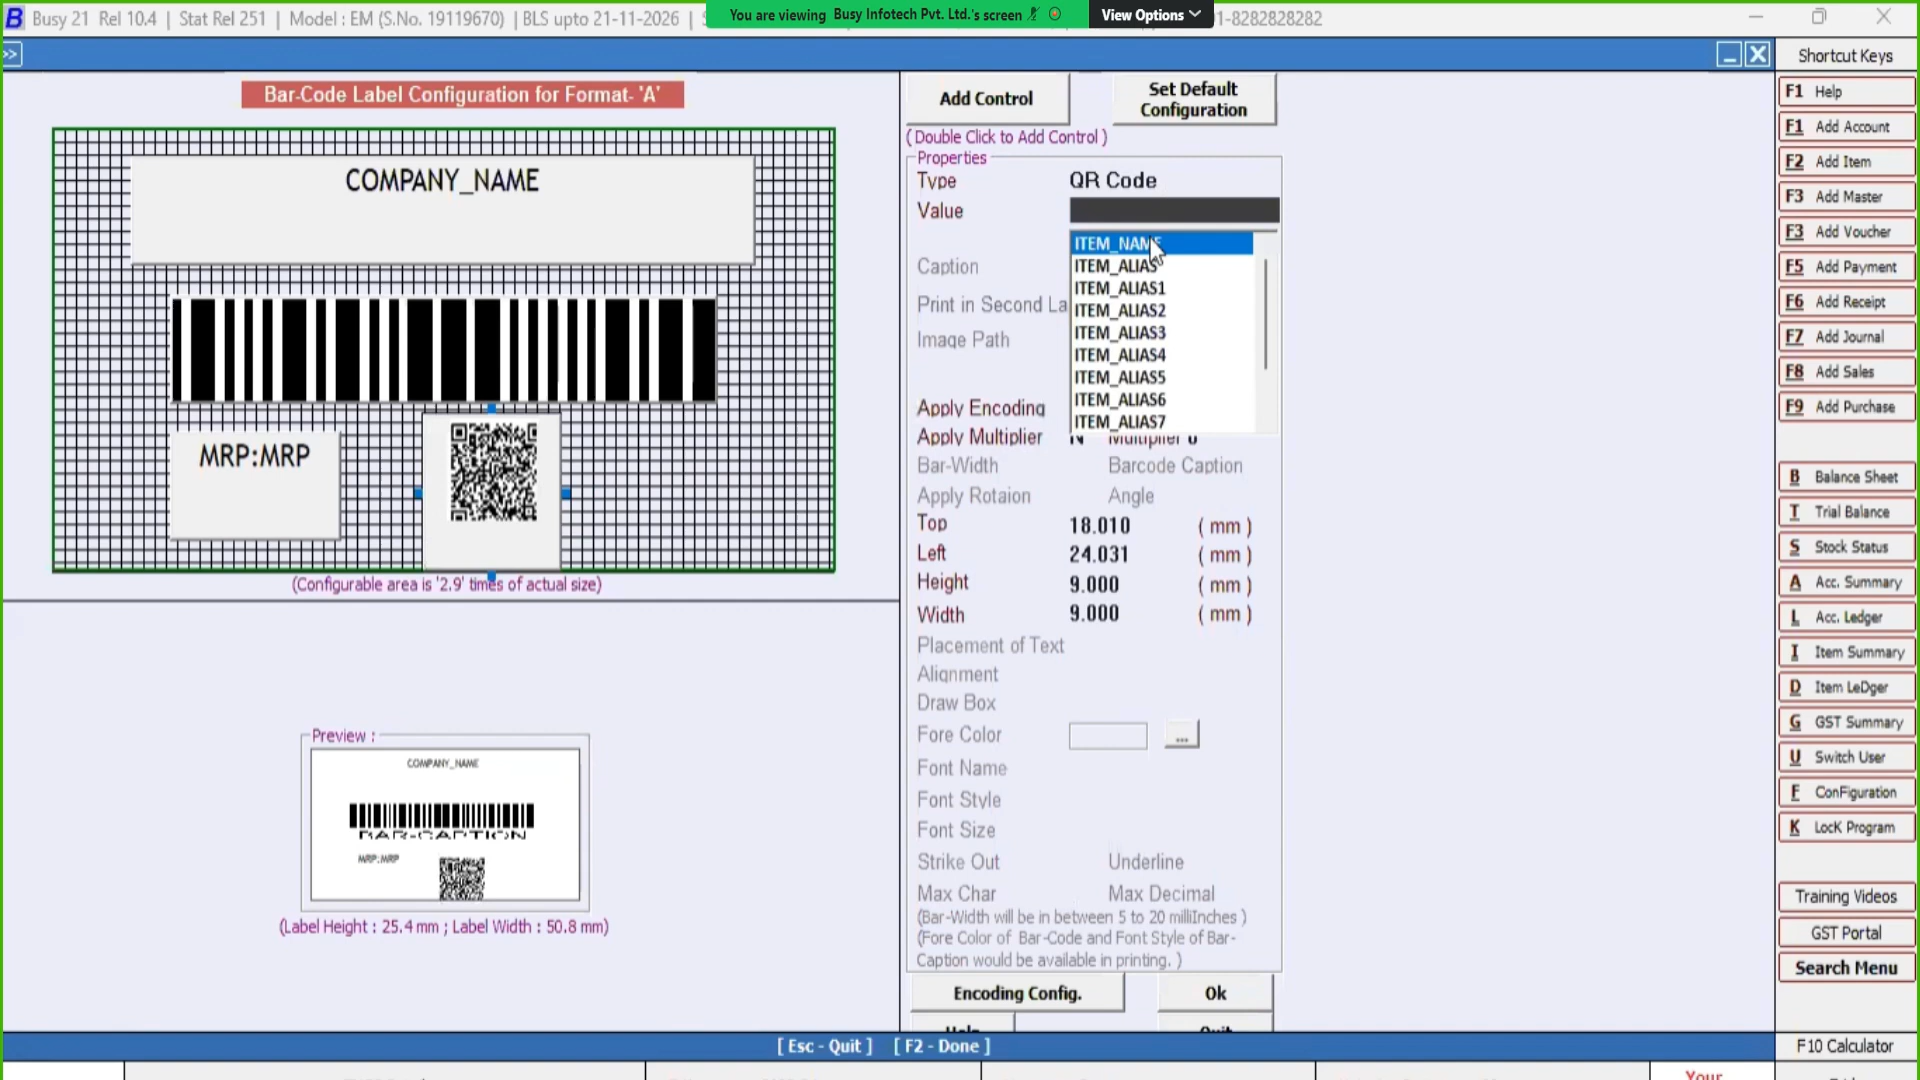 Busy 21 Rel 10.4 | Stat Rel 251 | Model : EM (S.No. 19119670) | BLS upto 21-11-2026 |
You are viewing Busy Infotech Pvt. Ltd.'s screen
View Options
1-8282828282
>>
Shortcut Keys
Bar-Code Label Configuration for Format- 'A'
Add Control
Set Default Configuration
( Double Click to Add Control )
Properties
Type QR Code
Value
ITEM_NAME
ITEM_ALIAS
ITEM_ALIAS1
ITEM_ALIAS2
ITEM_ALIAS3
ITEM_ALIAS4
ITEM_ALIAS5
ITEM_ALIAS6
ITEM_ALIAS7
Caption
Print in Second La
Image Path
Apply Encoding
Apply Multiplier N Multiplier 0
Bar-Width Barcode Caption
Apply Rotaion Angle
Top 18.010 ( mm )
Left 24.031 ( mm )
Height 9.000 ( mm )
Width 9.000 ( mm )
Placement of Text
Alignment
Draw Box
Fore Color ...
Font Name
Font Style
Font Size
Strike Out Underline
Max Char Max Decimal
(Bar-Width will be in between 5 to 20 milliInches )
(Fore Color of Bar-Code and Font Style of Bar-
Caption would be available in printing. )
Encoding Config.
Ok
Help
Quit
COMPANY_NAME
MRP:MRP
(Configurable area is '2.9' times of actual size)
Preview :
COMPANY_NAME
BAR-CAPTION
MRP:MRP
(Label Height : 25.4 mm ; Label Width : 50.8 mm)
F1 Help
F1 Add Account
F2 Add Item
F3 Add Master
F3 Add Voucher
F5 Add Payment
F6 Add Receipt
F7 Add Journal
F8 Add Sales
F9 Add Purchase
B Balance Sheet
T Trial Balance
S Stock Status
A Acc. Summary
L Acc. Ledger
I Item Summary
D Item LeDger
G GST Summary
U Switch User
F ConFiguration
K LocK Program
Training Videos
GST Portal
Search Menu
[ Esc - Quit ] [ F2 - Done ]
F10 Calculator
Your